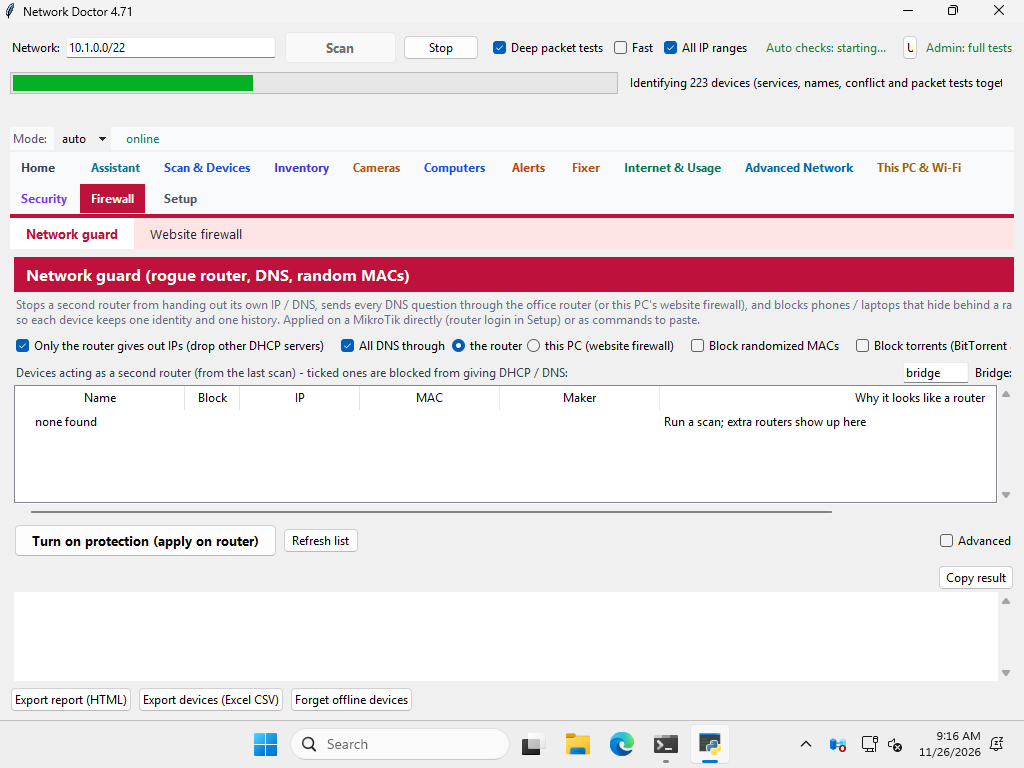 Network Doctor 4.71
Network: 10.1.0.0/22 Scan Stop Deep packet tests Fast All IP ranges Auto checks: starting... Admin: full tests
Identifying 223 devices (services, names, conflict and packet tests toget
Mode: auto online
Home Assistant Scan & Devices Inventory Cameras Computers Alerts Fixer Internet & Usage Advanced Network This PC & Wi-Fi
Security Firewall Setup
Network guard Website firewall
Network guard (rogue router, DNS, random MACs)
Stops a second router from handing out its own IP / DNS, sends every DNS question through the office router (or this PC's website firewall), and blocks phones / laptops that hide behind a ra
so each device keeps one identity and one history. Applied on a MikroTik directly (router login in Setup) or as commands to paste.
Only the router gives out IPs (drop other DHCP servers) All DNS through the router this PC (website firewall) Block randomized MACs Block torrents (BitTorrent
Devices acting as a second router (from the last scan) - ticked ones are blocked from giving DHCP / DNS: bridge Bridge:
Name Block IP MAC Maker Why it looks like a router
none found Run a scan; extra routers show up here
Turn on protection (apply on router) Refresh list Advanced
Copy result
Export report (HTML) Export devices (Excel CSV) Forget offline devices
Search
9:16 AM
11/26/2026